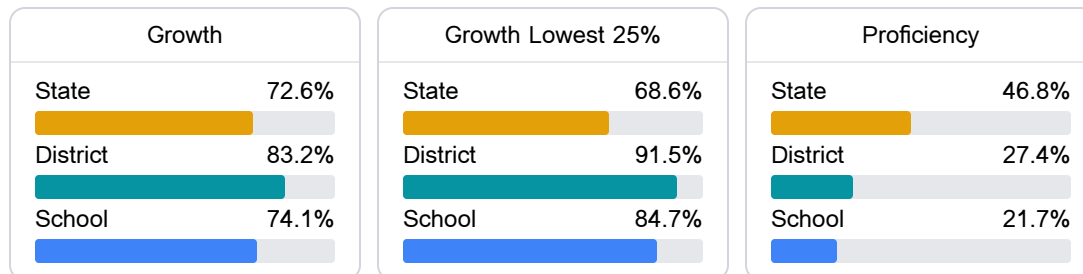 Growth
State 72.6%
District 83.2%
School 74.1%
Growth Lowest 25%
State 68.6%
District 91.5%
School 84.7%
Proficiency
State 46.8%
District 27.4%
School 21.7%